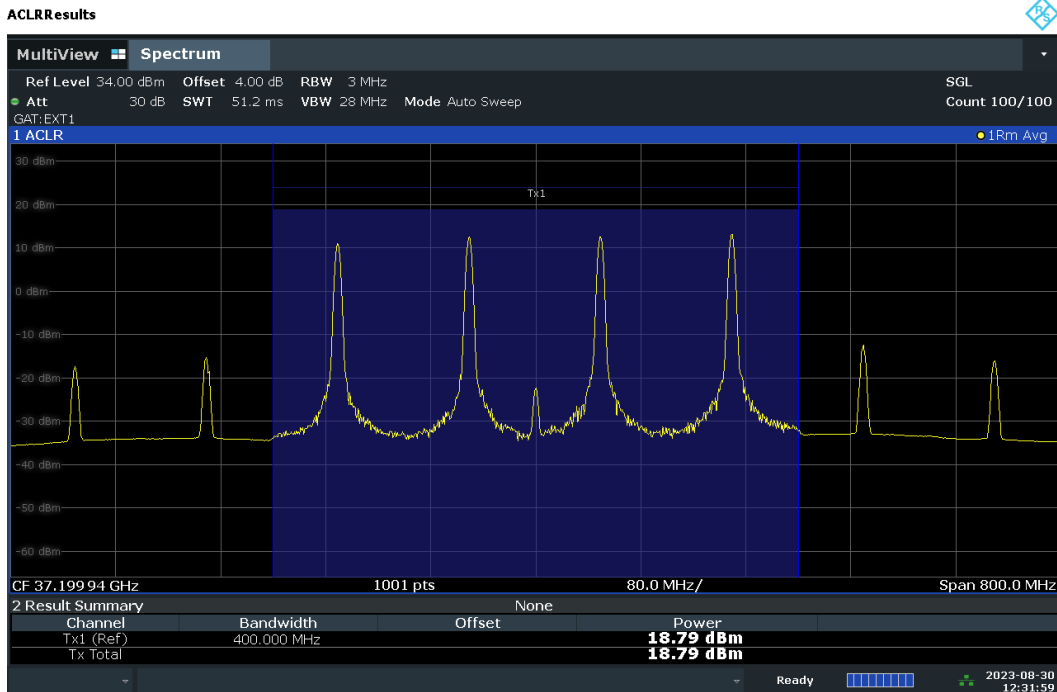 ACLRResults
R&S
MultiView Spectrum
Ref Level 34.00 dBm Offset 4.00 dB RBW 3 MHz SGL
Att 30 dB SWT 51.2 ms VBW 28 MHz Mode Auto Sweep Count 100/100
GAT:EXT1
1 ACLR 1Rm Avg
30 dBm
Tx1
20 dBm
10 dBm
0 dBm
-10 dBm
-20 dBm
-30 dBm
-40 dBm
-50 dBm
-60 dBm
CF 37.19994 GHz 1001 pts 80.0 MHz/ Span 800.0 MHz
2 Result Summary None
Channel Bandwidth Offset Power
Tx1 (Ref) 400.000 MHz 18.79 dBm
Tx Total 18.79 dBm
Ready 2023-08-30
12:31:59